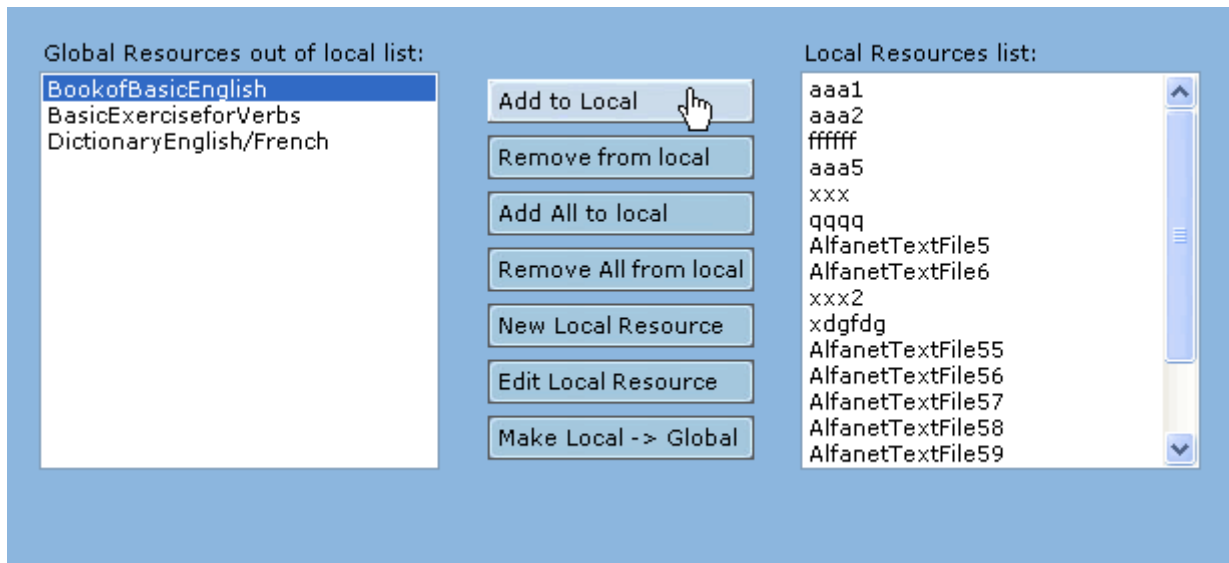 Global Resources out of local list:
BookofBasicEnglish
BasicExerciseforVerbs
DictionaryEnglish/French
Add to Local
Remove from local
Add All to local
Remove All from local
New Local Resource
Edit Local Resource
Make Local -> Global
Local Resources list:
aaa1
aaa2
ffffff
aaa5
xxx
qqqq
AlfanetTextFile5
AlfanetTextFile6
xxx2
xdgfdg
AlfanetTextFile55
AlfanetTextFile56
AlfanetTextFile57
AlfanetTextFile58
AlfanetTextFile59